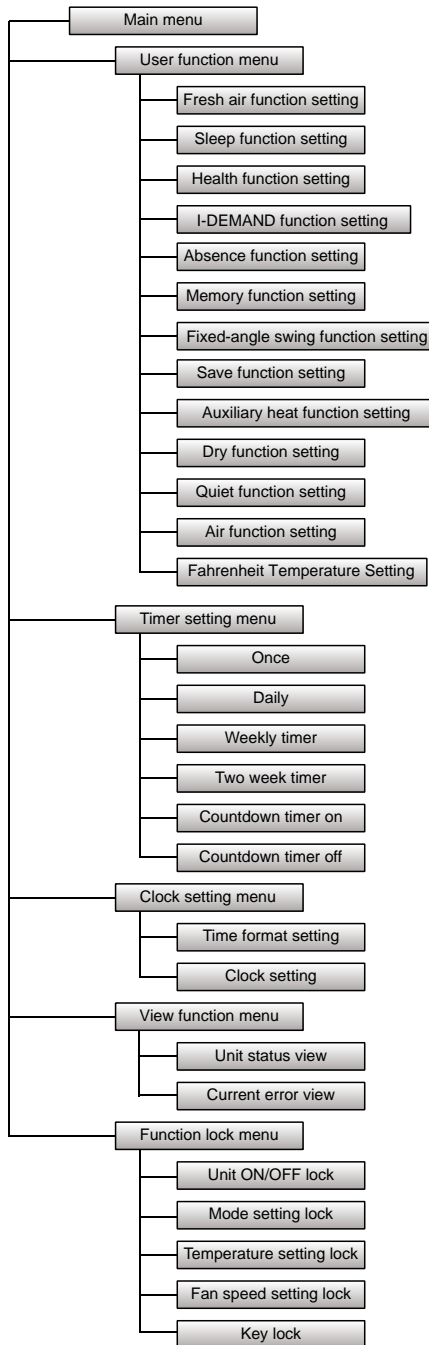 Main menu
User function menu
Fresh air function setting
Sleep function setting
Health function setting
I-DEMAND function setting
Absence function setting
Memory function setting
Fixed-angle swing function setting
Save function setting
Auxiliary heat function setting
Dry function setting
Quiet function setting
Air function setting
Fahrenheit Temperature Setting
Timer setting menu
Once
Daily
Weekly timer
Two week timer
Countdown timer on
Countdown timer off
Clock setting menu
Time format setting
Clock setting
View function menu
Unit status view
Current error view
Function lock menu
Unit ON/OFF lock
Mode setting lock
Temperature setting lock
Fan speed setting lock
Key lock